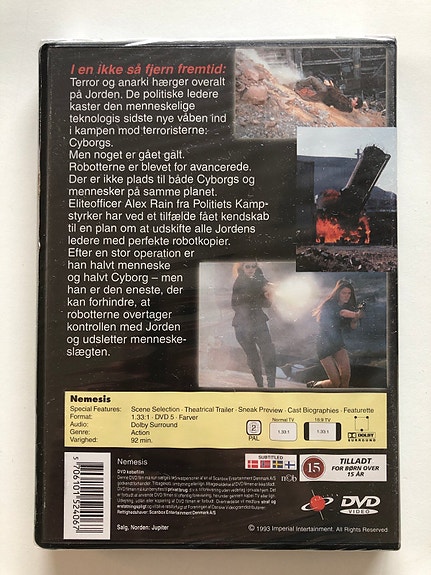 I en ikke så fjern fremtid:
Terror og anarki hærger overalt
på Jorden. De politiske ledere
kaster den menneskelige
teknologis sidste nye våben ind
i kampen mod terroristerne:
Cyborgs.
Men noget er gået galt.
Robotterne er blevet for avancerede.
Der er ikke plads til både Cyborgs og
mennesker på samme planet.
Eliteofficer Alex Rain fra Politiets Kamp-
styrker har ved et tilfælde fået kendskab
til en plan om at udskifte alle Jordens
ledere med perfekte robotkopier.
Efter en stor operation er
han halvt menneske
og halvt Cyborg – men
han er den eneste, der
kan forhindre, at
robotterne overtager
kontrollen med Jorden
og udsletter menneske-
slægten.
Nemesis
Special Features: Scene Selection · Theatrical Trailer · Sneak Preview · Cast Biographies · Featurette
Format: 1.33:1 · DVD 5 · Farver
Audio: Dolby Surround
Genre: Action
Varighed: 92 min.
2
PAL
Normal TV
1.33:1
16:9 TV
1.33:1
DOLBY
SURROUND
5706101524067
Nemesis
DVD købefilm
Salg, Norden: Jupiter
SUBTITLED
nob
15
TILLADT
FOR BØRN OVER
15 ÅR
DVD
VIDEO
© 1993 Imperial Entertainment. All Rights Reserved